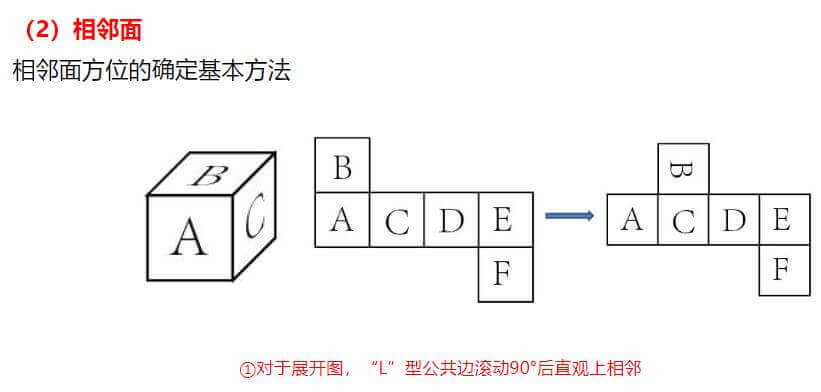 （2）相邻面
相邻面方位的确定基本方法
B
A C
B
A C D E
F
B
A C D E
F
①对于展开图，“L”型公共边滚动90°后直观上相邻